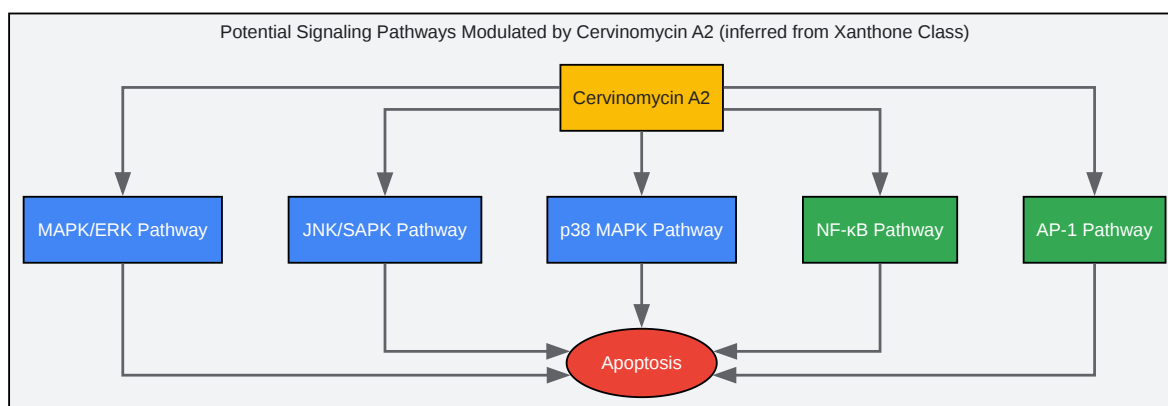 Potential Signaling Pathways Modulated by Cervinomycin A2 (inferred from Xanthone Class)
Cervinomycin A2
MAPK/ERK Pathway
JNK/SAPK Pathway
p38 MAPK Pathway
NF-κB Pathway
AP-1 Pathway
Apoptosis